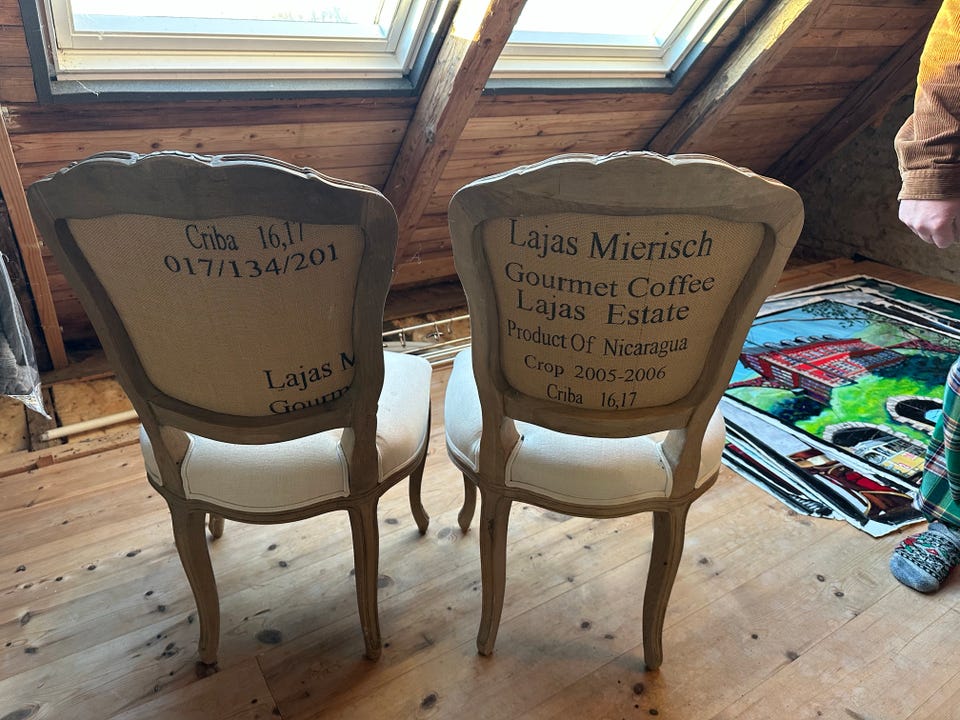 Criba 16,17
017/134/201
Lajas M
Gourm
Lajas Mierisch
Gourmet Coffee
Lajas Estate
Product Of Nicaragua
Crop 2005-2006
Criba 16,17